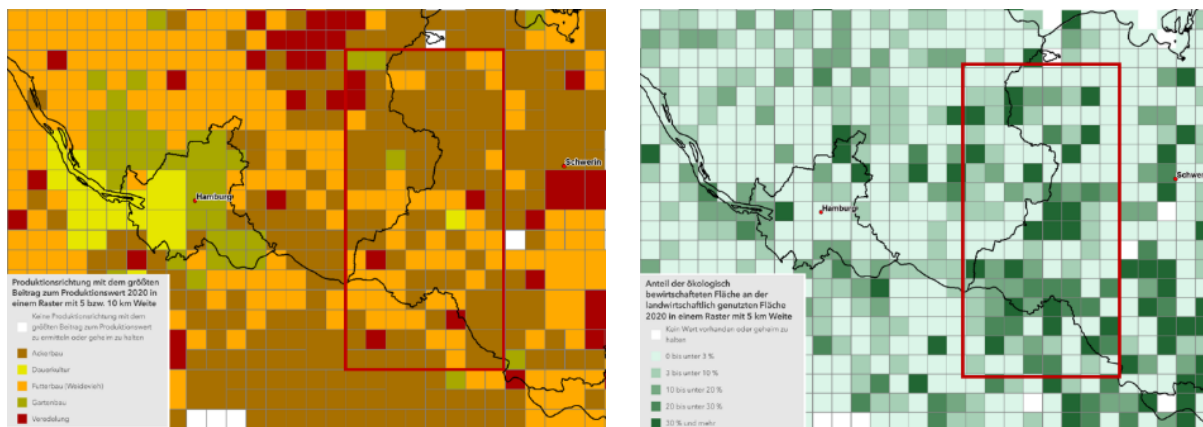 Schwerin
Hamburg
Produktionsrichtung mit dem größten
Beitrag zum Produktionswert 2020 in
einem Raster mit 5 bzw. 10 km Weite
Keine Produktionsrichtung mit dem
größten Beitrag zum Produktionswert
zu ermitteln oder geheim zu halten
Ackerbau
Dauerkultur
Futterbau (Weidevieh)
Gartenbau
Veredelung
Schwe
Hamburg
Anteil der ökologisch
bewirtschafteten Fläche an der
landwirtschaftlich genutzten Fläche
2020 in einem Raster mit 5 km Weite
Kein Wert vorhanden oder geheim zu
halten
0 bis unter 3 %
3 bis unter 10 %
10 bis unter 20 %
20 bis unter 30 %
30 % und mehr